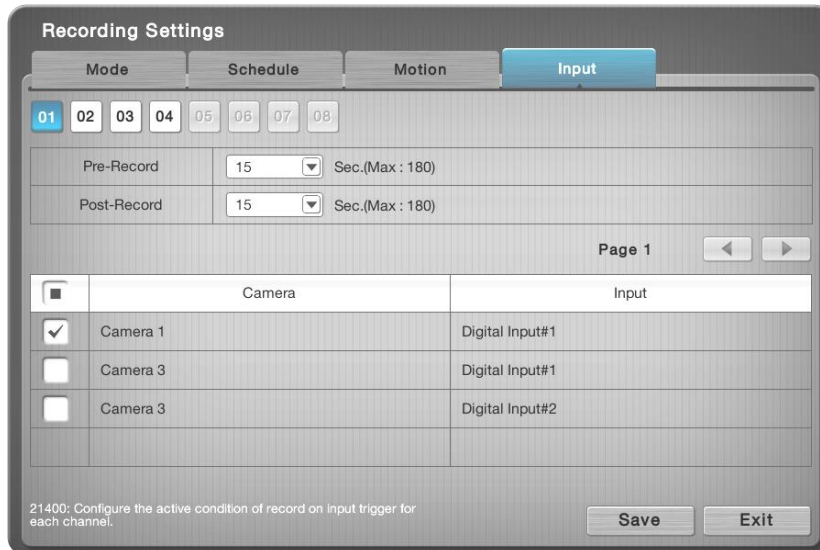 Recording Settings
Mode Schedule Motion Input
01 02 03 04 05 06 07 08
Pre-Record 15 Sec.(Max : 180)
Post-Record 15 Sec.(Max : 180)
Page 1
Camera Input
Camera 1 Digital Input#1
Camera 3 Digital Input#1
Camera 3 Digital Input#2
21400: Configure the active condition of record on input trigger for
each channel.
Save Exit